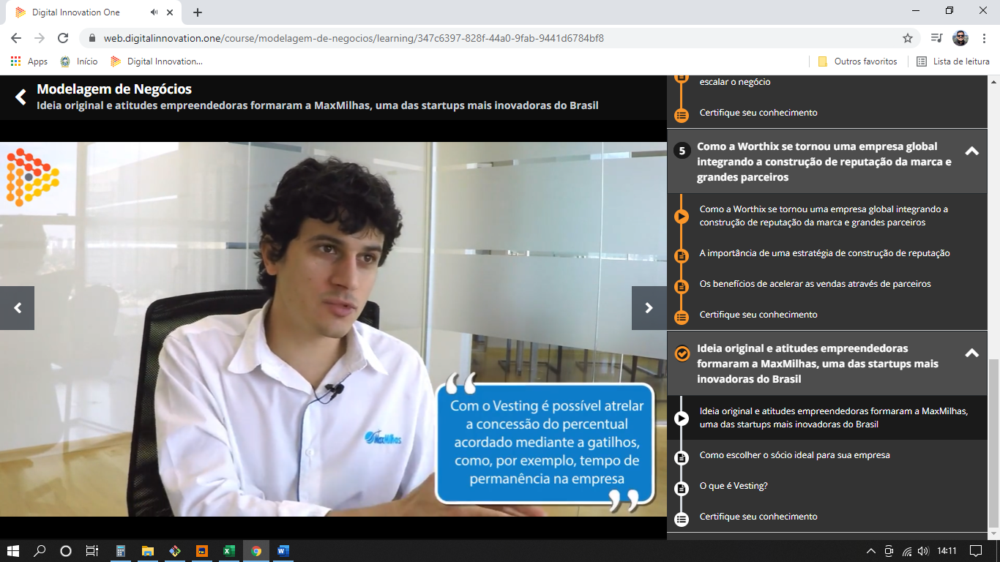 Digital Innovation One
web.digitalinnovation.one/course/modelagem-de-negocios/learning/347c6397-828f-44a0-9fab-9441d6784bf8
Apps
Início
Digital Innovation...
Outros favoritos
Lista de leitura
Modelagem de Negócios
Ideia original e atitudes empreendedoras formaram a MaxMilhas, uma das startups mais inovadoras do Brasil
MaxMilhas
Com o Vesting é possível atrelar
a concessão do percentual
acordado mediante a gatilhos,
como, por exemplo, tempo de
permanência na empresa
escalar o negócio
Certifique seu conhecimento
5
Como a Worthix se tornou uma empresa global
integrando a construção de reputação da marca e
grandes parceiros
Como a Worthix se tornou uma empresa global integrando a
construção de reputação da marca e grandes parceiros
A importância de uma estratégia de construção de reputação
Os benefícios de acelerar as vendas através de parceiros
Certifique seu conhecimento
Ideia original e atitudes empreendedoras
formaram a MaxMilhas, uma das startups mais
inovadoras do Brasil
Ideia original e atitudes empreendedoras formaram a MaxMilhas,
uma das startups mais inovadoras do Brasil
Como escolher o sócio ideal para sua empresa
O que é Vesting?
Certifique seu conhecimento
14:11